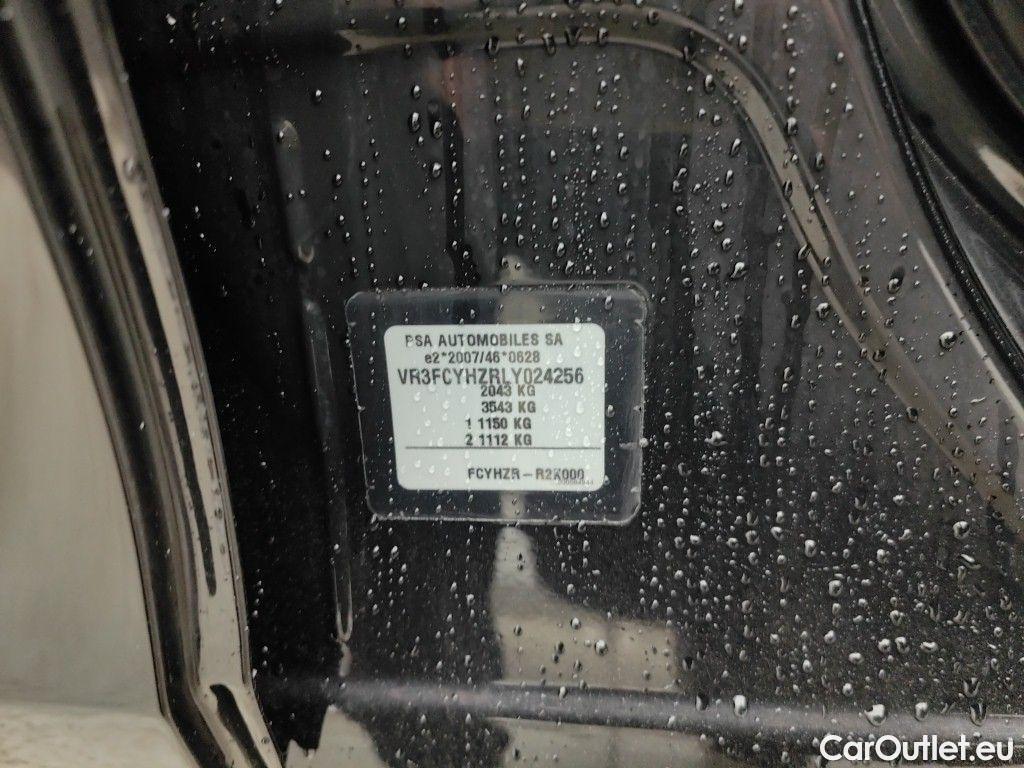 PSA AUTOMOBILES SA
e2*2007/46*0628
VR3FCYHZRLY024256
2043 KG
3543 KG
1 1150 KG
2 1112 KG
FCYHZR-R2K000
CarOutlet.eu